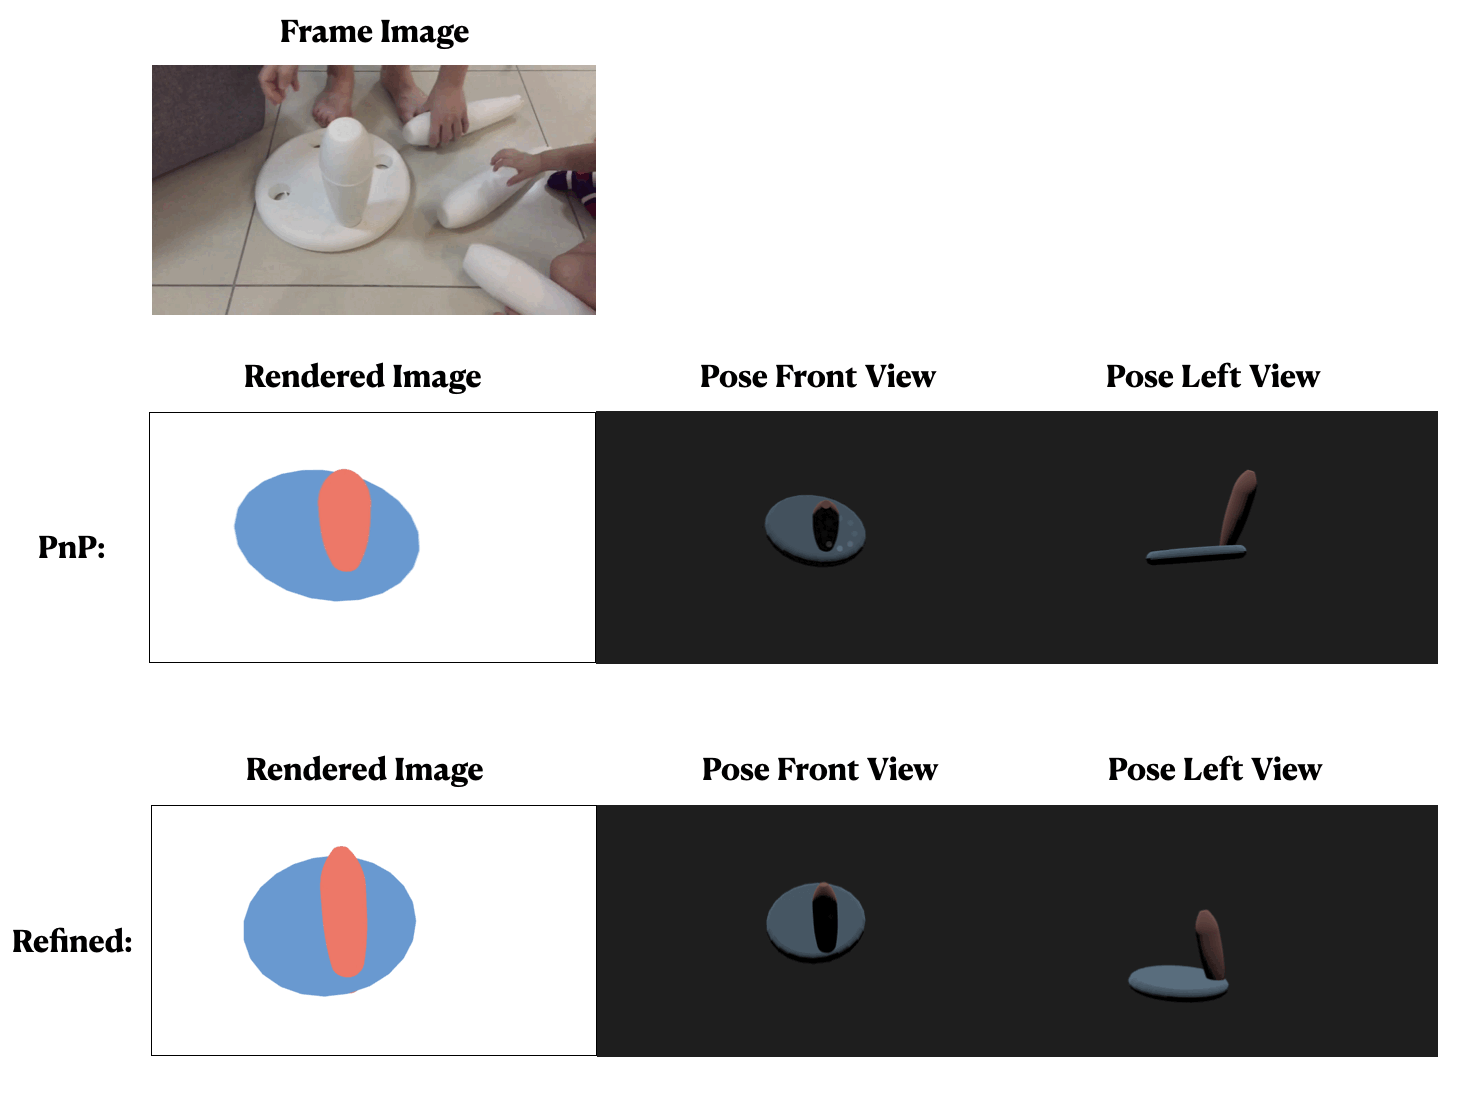 Frame Image
Rendered Image
Pose Front View
Pose Left View
PnP:
Rendered Image
Pose Front View
Pose Left View
Refined: